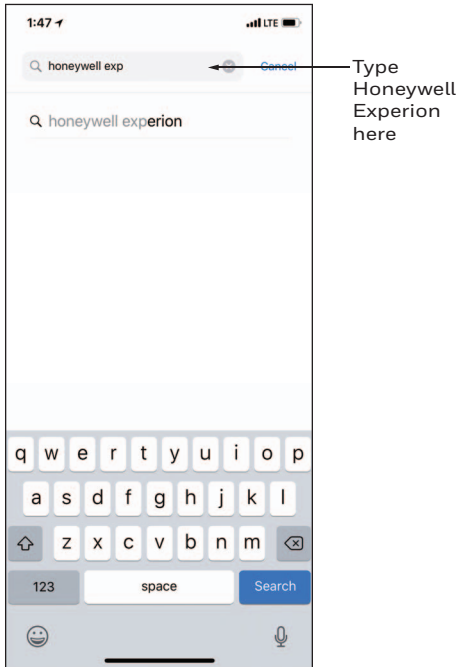 1:47 LTE
honeywell exp Cancel
Type
Honeywell
Experion
here
honeywell experion
q w e r t y u i o p
a s d f g h j k l
z x c v b n m
123 space Search